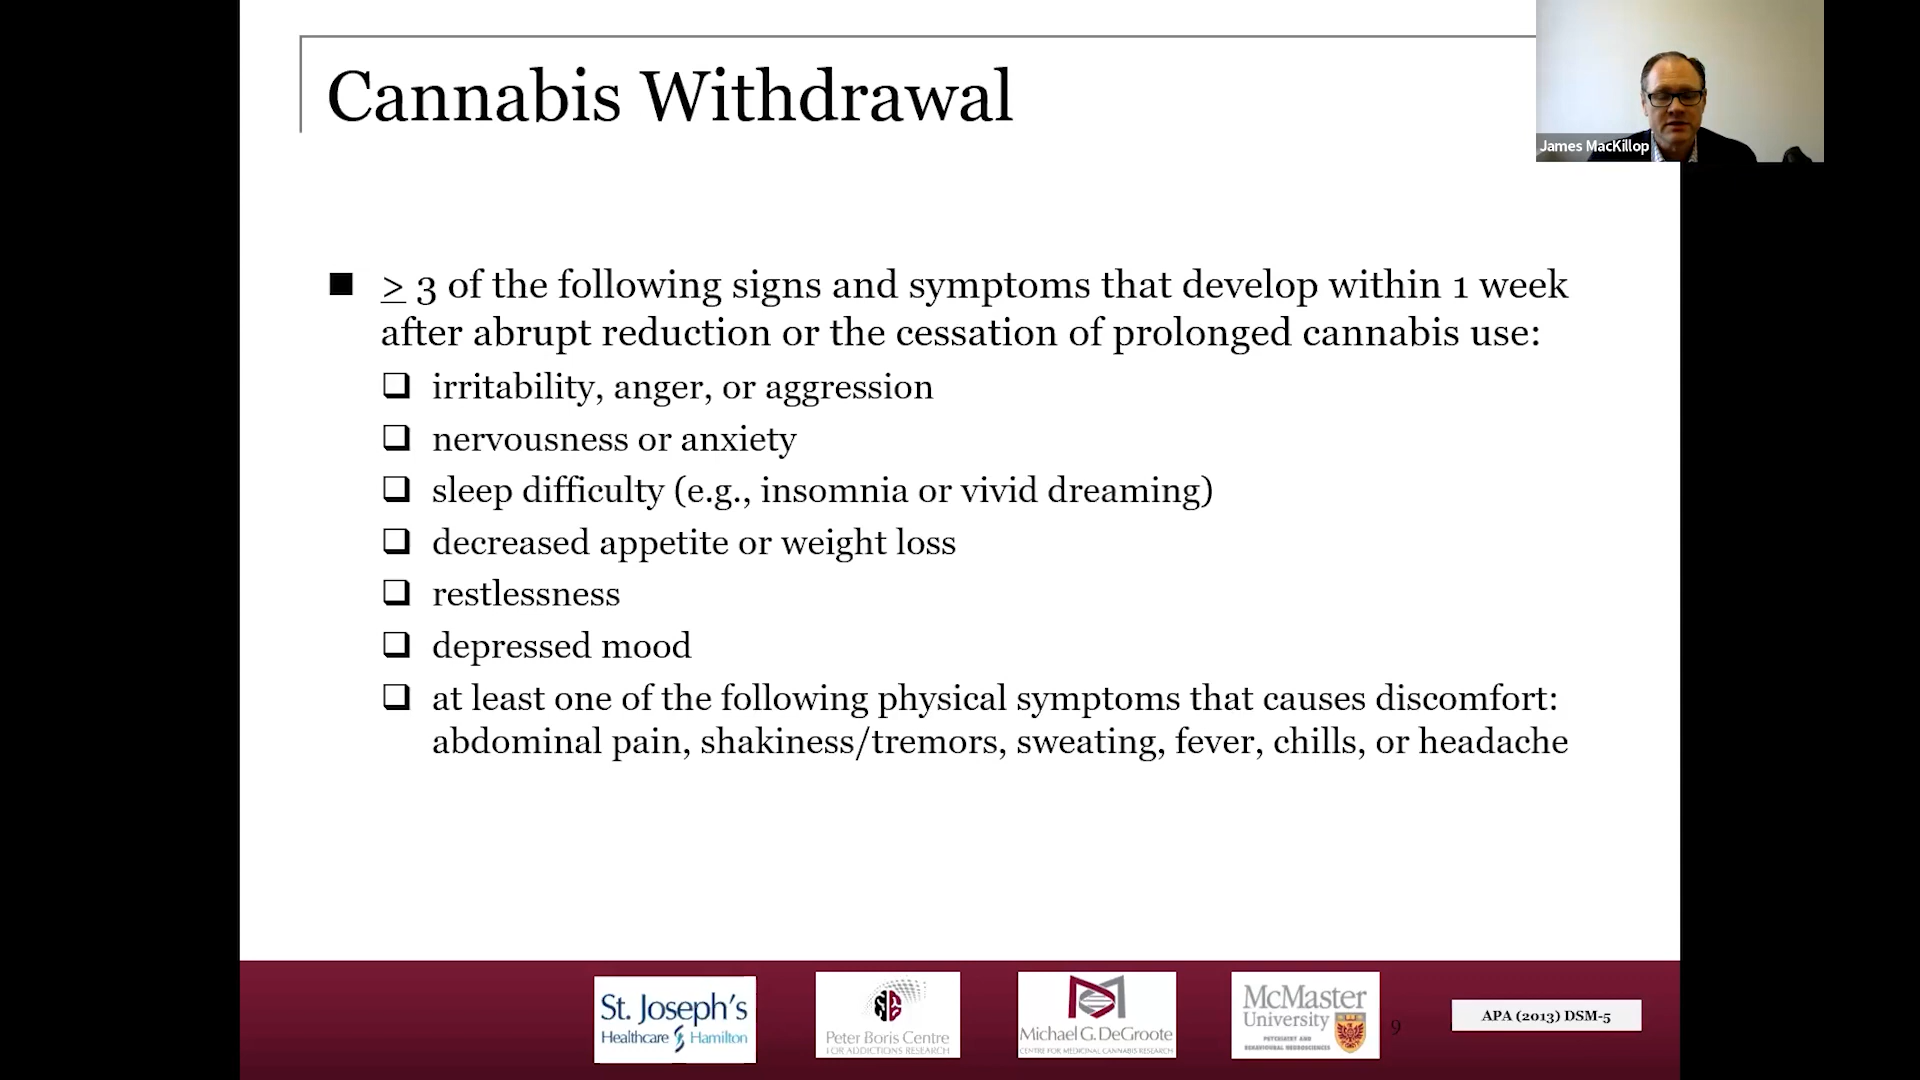 Cannabis Withdrawal
James MacKillop
≥ 3 of the following signs and symptoms that develop within 1 week
after abrupt reduction or the cessation of prolonged cannabis use:
irritability, anger, or aggression
nervousness or anxiety
sleep difficulty (e.g., insomnia or vivid dreaming)
decreased appetite or weight loss
restlessness
depressed mood
at least one of the following physical symptoms that causes discomfort:
abdominal pain, shakiness/tremors, sweating, fever, chills, or headache
St. Joseph's
Healthcare Hamilton
Peter Boris Centre
FOR ADDICTIONS RESEARCH
Michael G. DeGroote
CENTRE FOR MEDICINAL CANNABIS RESEARCH
McMaster
University
PSYCHIATRY AND
BEHAVIOURAL NEUROSCIENCES
9
APA (2013) DSM-5